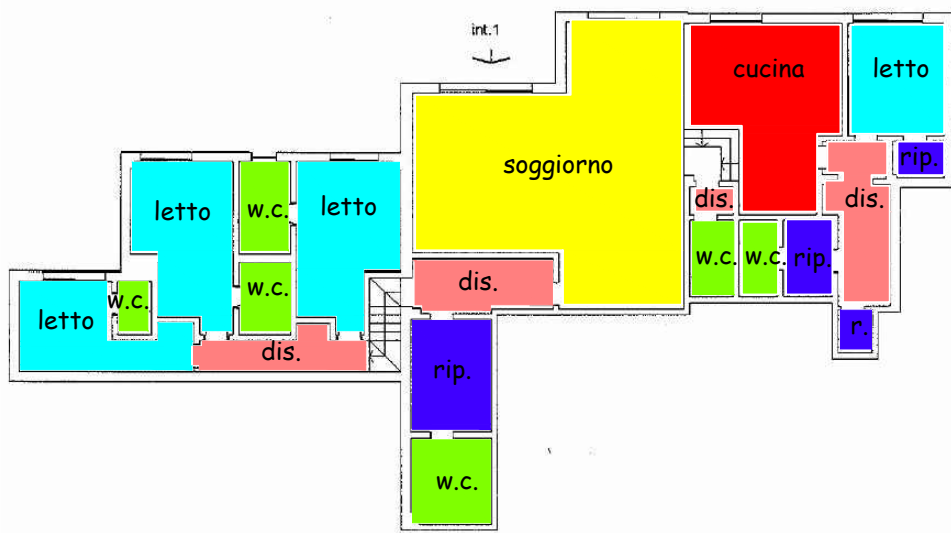 int.1
cucina
letto
soggiorno
rip.
letto
w.c.
letto
dis.
dis.
w.c.
w.c.
rip.
w.c.
letto
w.c.
dis.
r.
dis.
rip.
w.c.